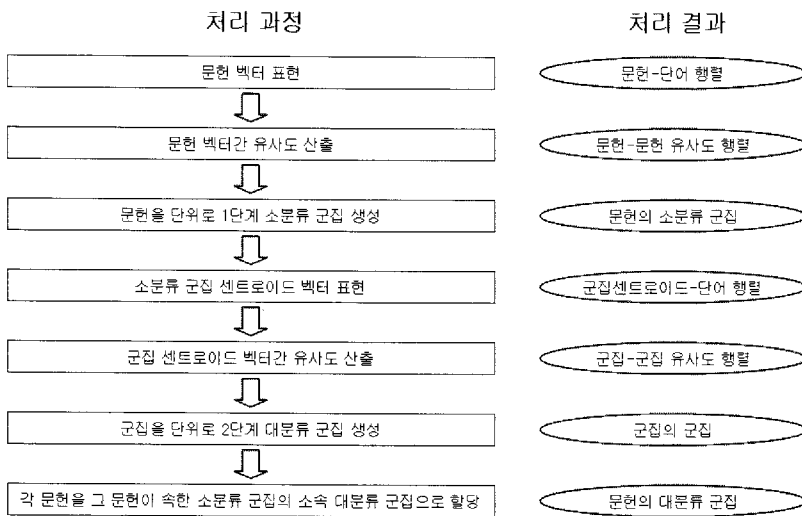 처리 과정 처리 결과
문헌 벡터 표현 문헌-단어 행렬
문헌 벡터간 유사도 산출 문헌-문헌 유사도 행렬
문헌을 단위로 1단계 소분류 군집 생성 문헌의 소분류 군집
소분류 군집 센트로이드 벡터 표현 군집센트로이드-단어 행렬
군집 센트로이드 벡터간 유사도 산출 군집-군집 유사도 행렬
군집을 단위로 2단계 대분류 군집 생성 군집의 군집
각 문헌을 그 문헌이 속한 소분류 군집의 소속 대분류 군집으로 할당 문헌의 대분류 군집